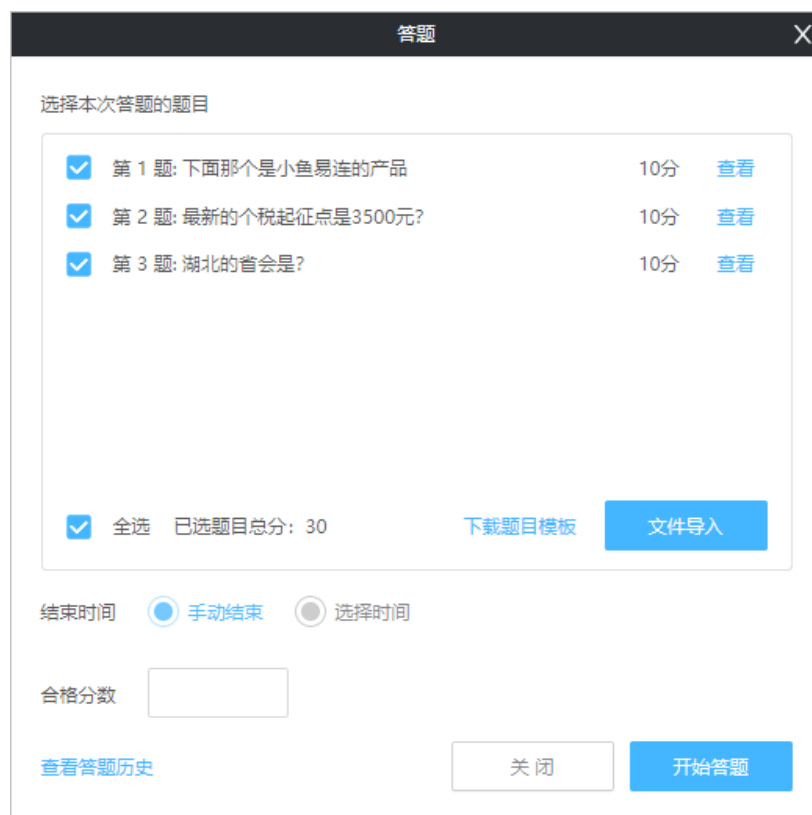 答题
选择本次答题的题目
第 1 题: 下面那个是小鱼易连的产品 10分 查看
第 2 题: 最新的个税起征点是3500元? 10分 查看
第 3 题: 湖北的省会是? 10分 查看
全选 已选题目总分: 30 下载题目模板 文件导入
结束时间 手动结束 选择时间
合格分数
查看答题历史 关 闭 开始答题